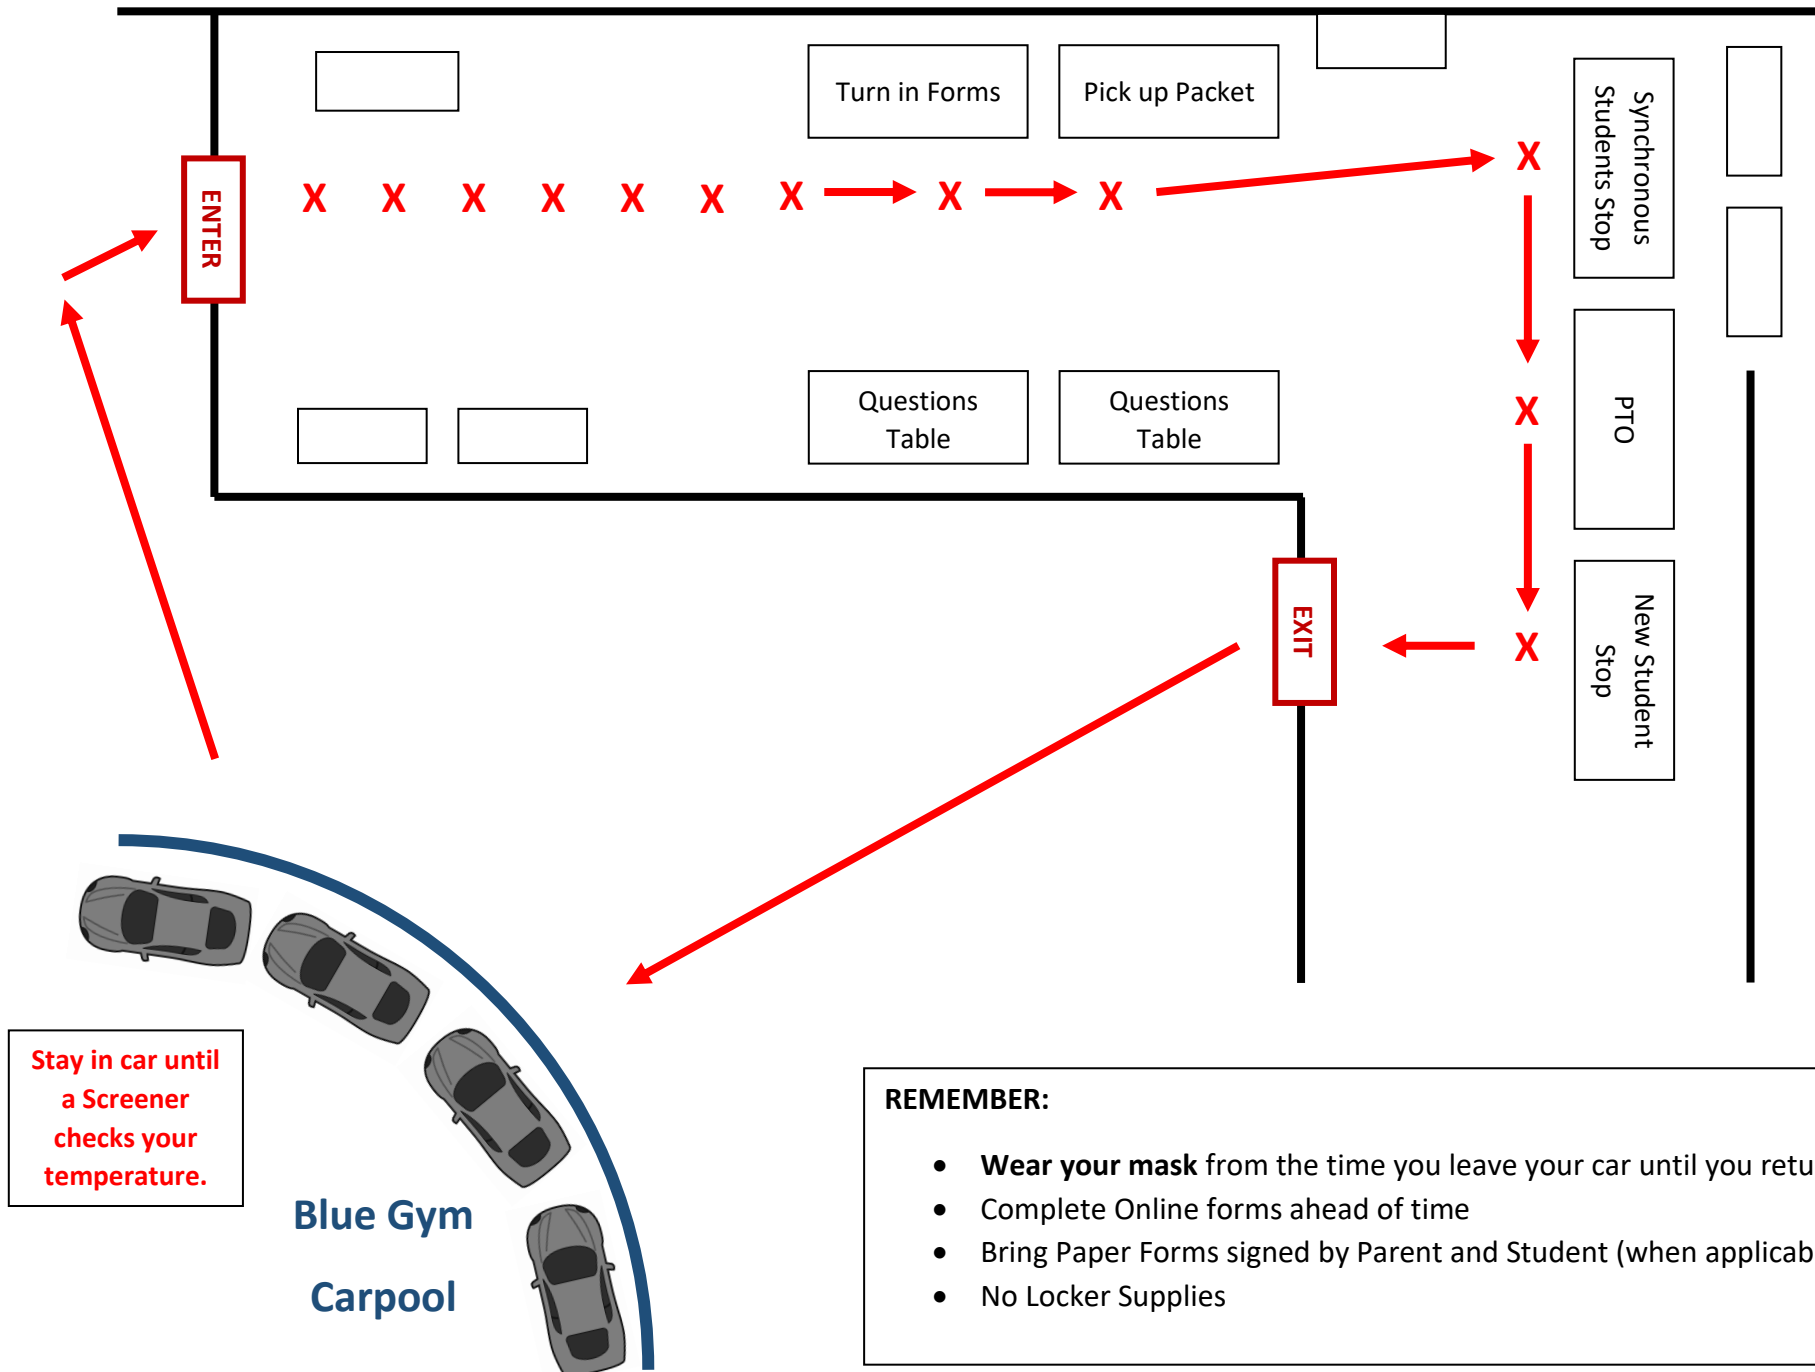 Turn in Forms
Pick up Packet
Synchronous
Students Stop
X
ENTER
X X X X X X X X X
Questions
Table
Questions
Table
X
PTO
EXIT
X
New Student
Stop
Stay in car until
a Screener
checks your
temperature.
Blue Gym
Carpool
REMEMBER:
• Wear your mask from the time you leave your car until you retu
• Complete Online forms ahead of time
• Bring Paper Forms signed by Parent and Student (when applicab
• No Locker Supplies